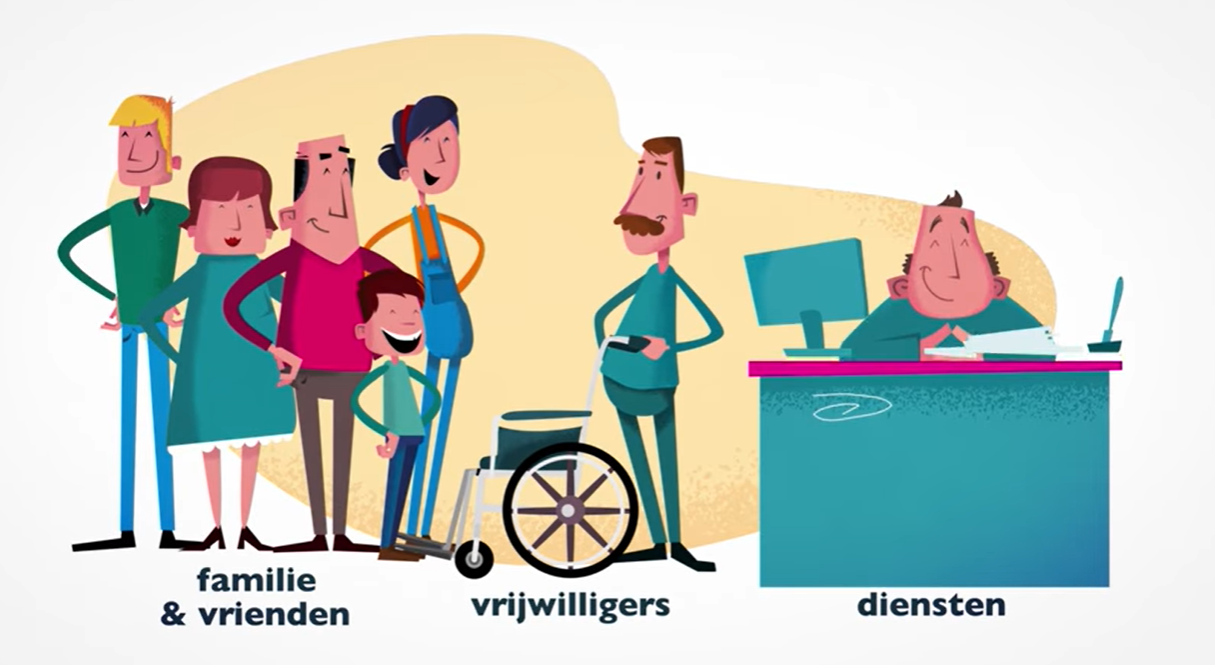 familie
& vrienden
vrijwilligers
diensten